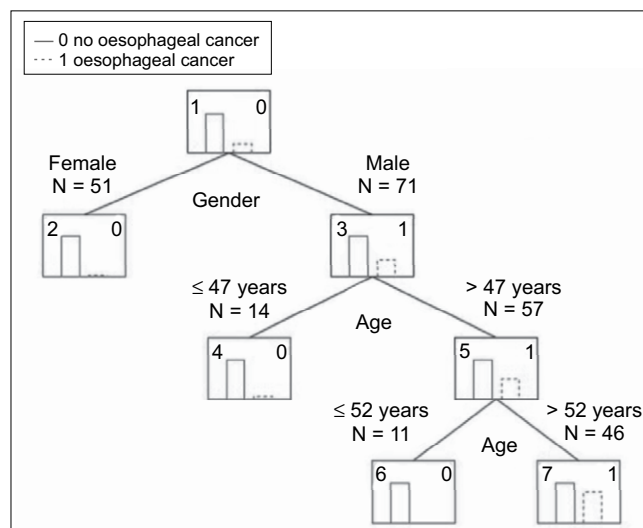 0 no oesophageal cancer
1 oesophageal cancer
1 0
Female
N = 51
Male
N = 71
Gender
2 0
3 1
≤ 47 years
N = 14
> 47 years
N = 57
Age
4 0
5 1
≤ 52 years
N = 11
> 52 years
N = 46
Age
6 0
7 1